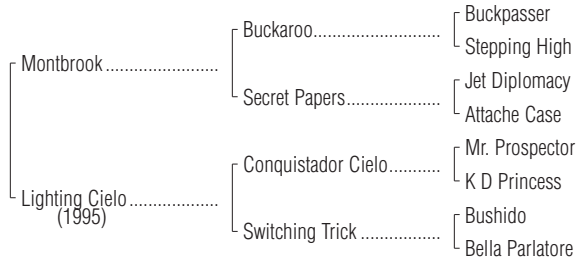 Buckpasser
Buckaroo
Stepping High
Montbrook
Jet Diplomacy
Secret Papers
Attache Case
Mr. Prospector
Conquistador Cielo
K D Princess
Lighting Cielo
(1995)
Bushido
Switching Trick
Bella Parlatore